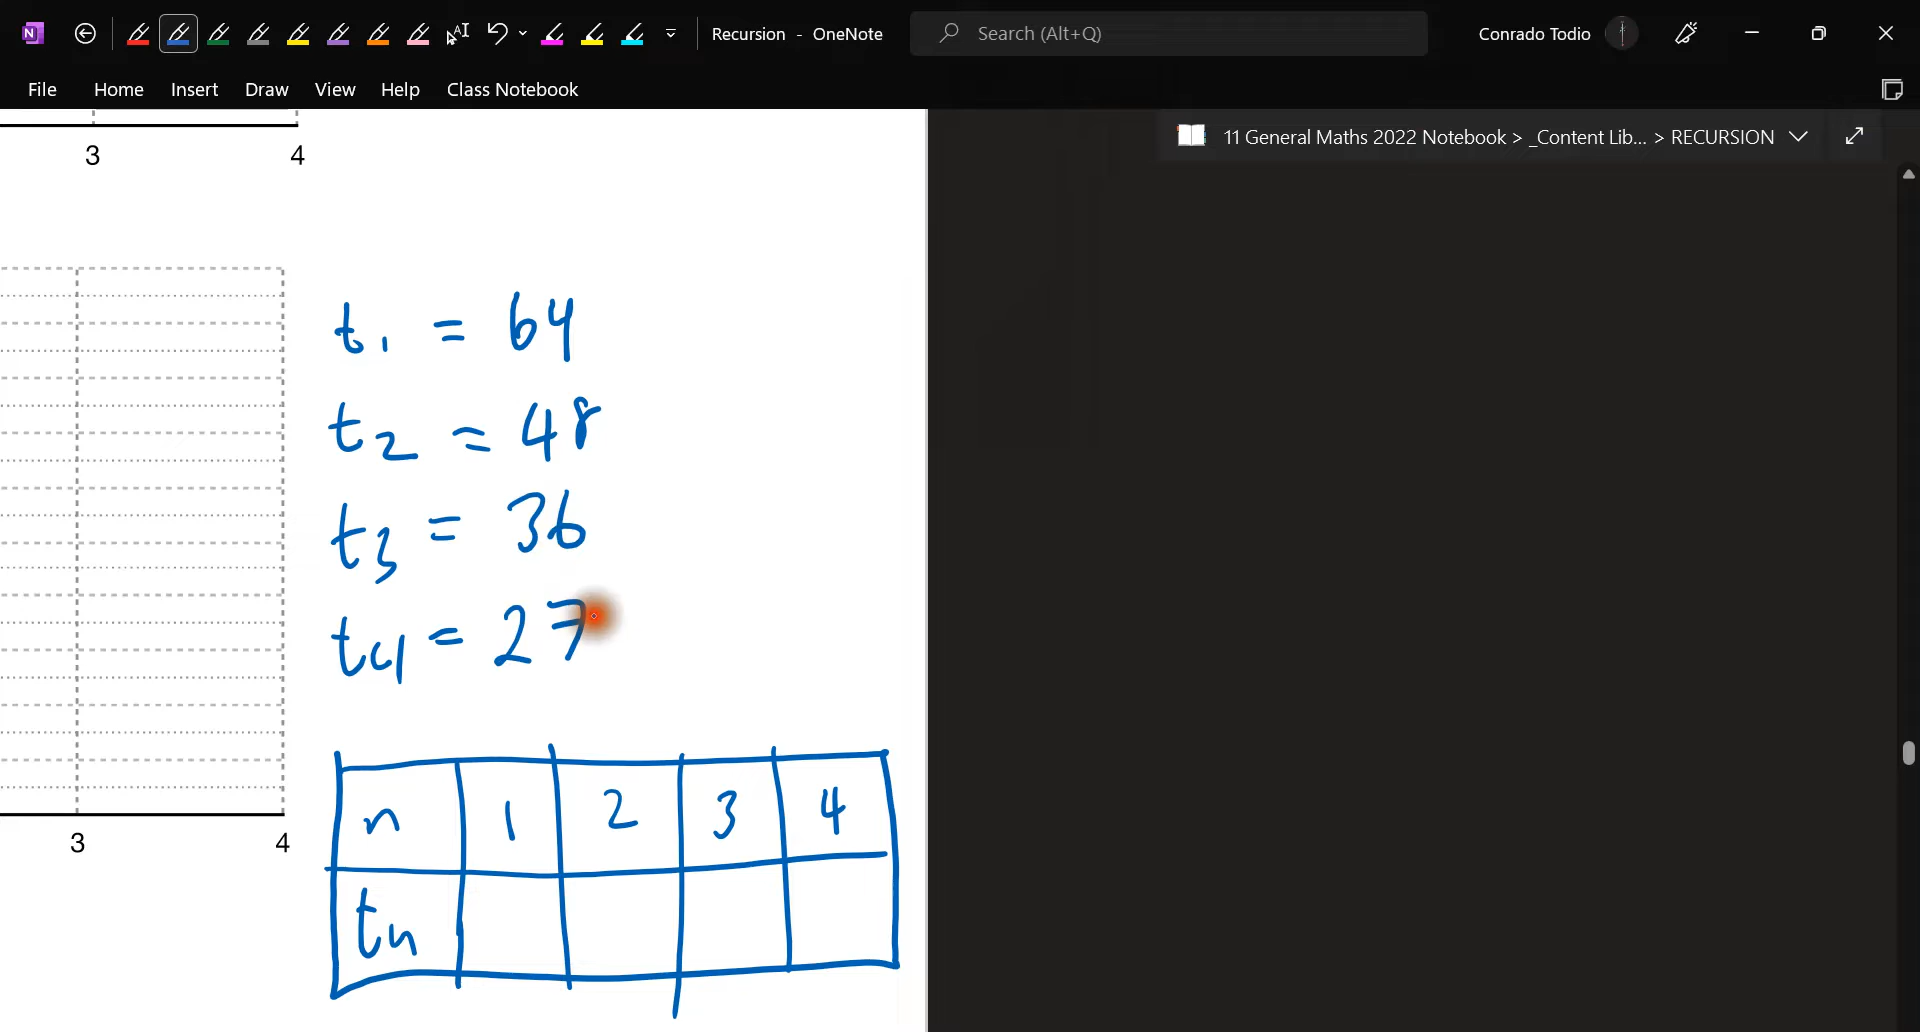 Recursion - OneNote
Search (Alt+Q)
Conrado Todio
File Home Insert Draw View Help Class Notebook
11 General Maths 2022 Notebook > _Content Lib... > RECURSION
3 4
t₁ = 64
t₂ = 48
t₃ = 36
t₄ = 27
3 4
n 1 2 3 4
tₙ